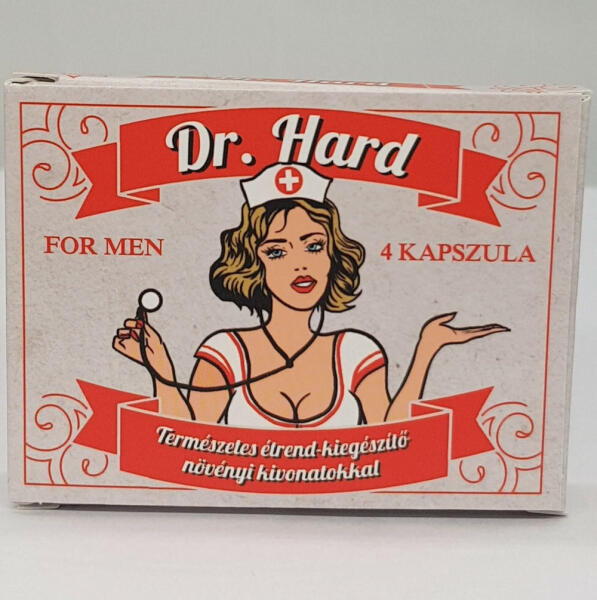 Dr. Hard
FOR MEN
4 KAPSZULA
Természetes étrend-kiegészítő
növényi kivonatokkal